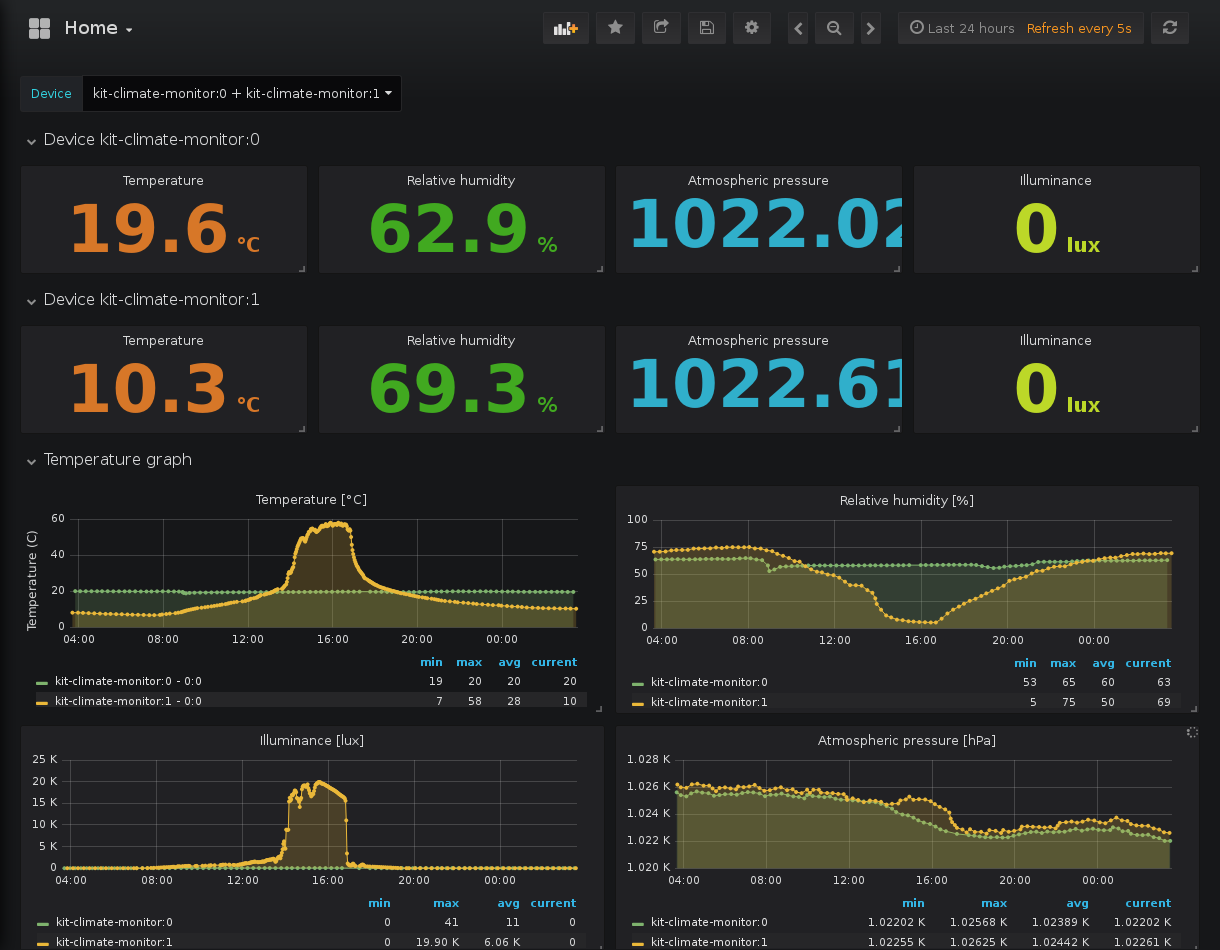 Home
Last 24 hours Refresh every 5s
Device kit-climate-monitor:0 + kit-climate-monitor:1
Device kit-climate-monitor:0
Temperature Relative humidity Atmospheric pressure Illuminance
19.6 °C 62.9 % 1022.02 0 lux
Device kit-climate-monitor:1
Temperature Relative humidity Atmospheric pressure Illuminance
10.3 °C 69.3 % 1022.61 0 lux
Temperature graph
Temperature [°C]
Temperature (C)
60
40
20
0
04:00 08:00 12:00 16:00 20:00 00:00
min max avg current
kit-climate-monitor:0 - 0:0 19 20 20 20
kit-climate-monitor:1 - 0:0 7 58 28 10
Relative humidity [%]
100
75
50
25
0
04:00 08:00 12:00 16:00 20:00 00:00
min max avg current
kit-climate-monitor:0 53 65 60 63
kit-climate-monitor:1 5 75 50 69
Illuminance [lux]
25 K
20 K
15 K
10 K
5 K
0
04:00 08:00 12:00 16:00 20:00 00:00
min max avg current
kit-climate-monitor:0 0 41 11 0
kit-climate-monitor:1 0 19.90 K 6.06 K 0
Atmospheric pressure [hPa]
1.028 K
1.026 K
1.024 K
1.022 K
1.020 K
04:00 08:00 12:00 16:00 20:00 00:00
min max avg current
kit-climate-monitor:0 1.02202 K 1.02568 K 1.02389 K 1.02202 K
kit-climate-monitor:1 1.02255 K 1.02625 K 1.02442 K 1.02261 K